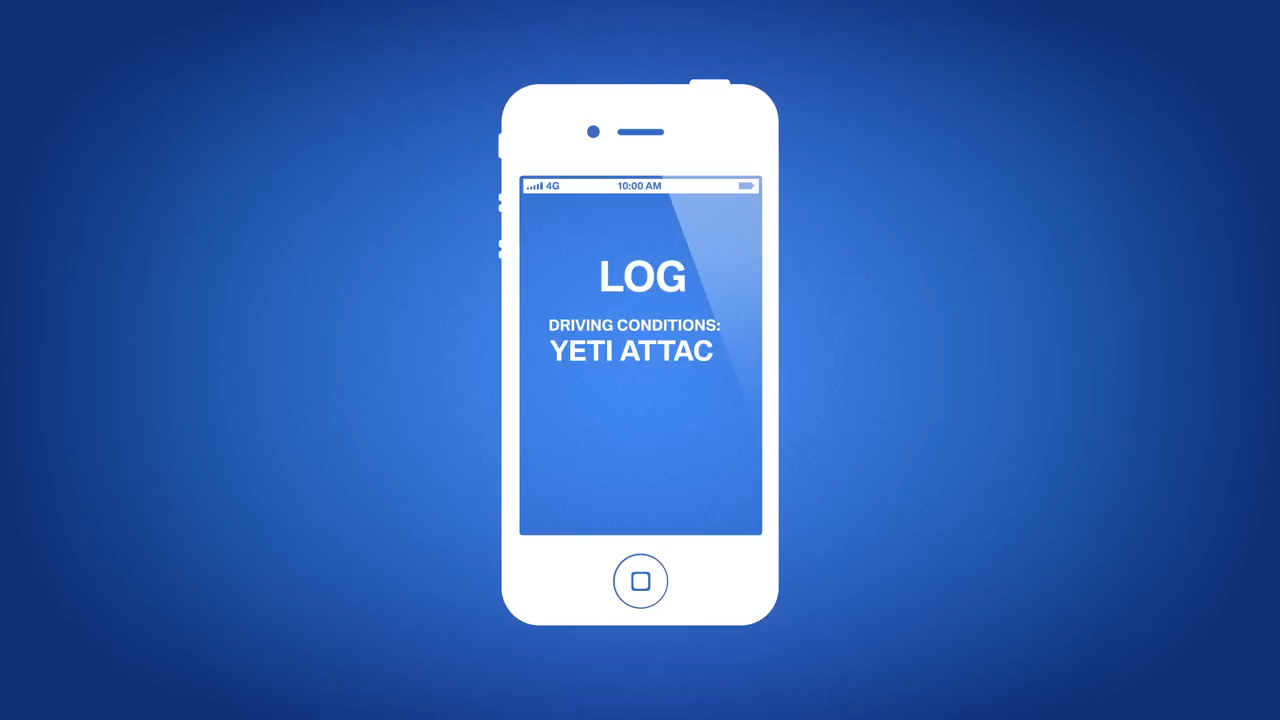 4G 10:00 AM
LOG
DRIVING CONDITIONS:
YETI ATTAC